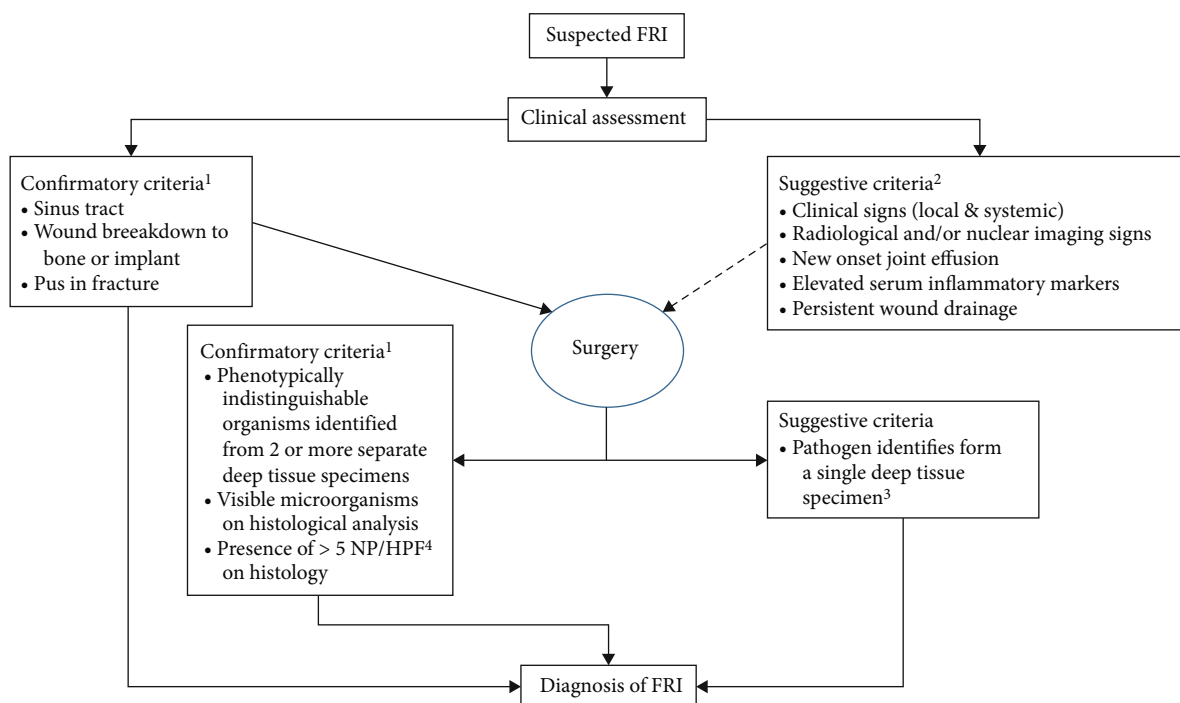 Suspected FRI
Clinical assessment
Confirmatory criteria¹
• Sinus tract
• Wound breeakdown to
bone or implant
• Pus in fracture
Suggestive criteria²
• Clinical signs (local & systemic)
• Radiological and/or nuclear imaging signs
• New onset joint effusion
• Elevated serum inflammatory markers
• Persistent wound drainage
Surgery
Confirmatory criteria¹
• Phenotypically
indistinguishable
organisms identified
from 2 or more separate
deep tissue specimens
• Visible microorganisms
on histological analysis
• Presence of > 5 NP/HPF⁴
on histology
Suggestive criteria
• Pathogen identifies form
a single deep tissue
specimen³
Diagnosis of FRI